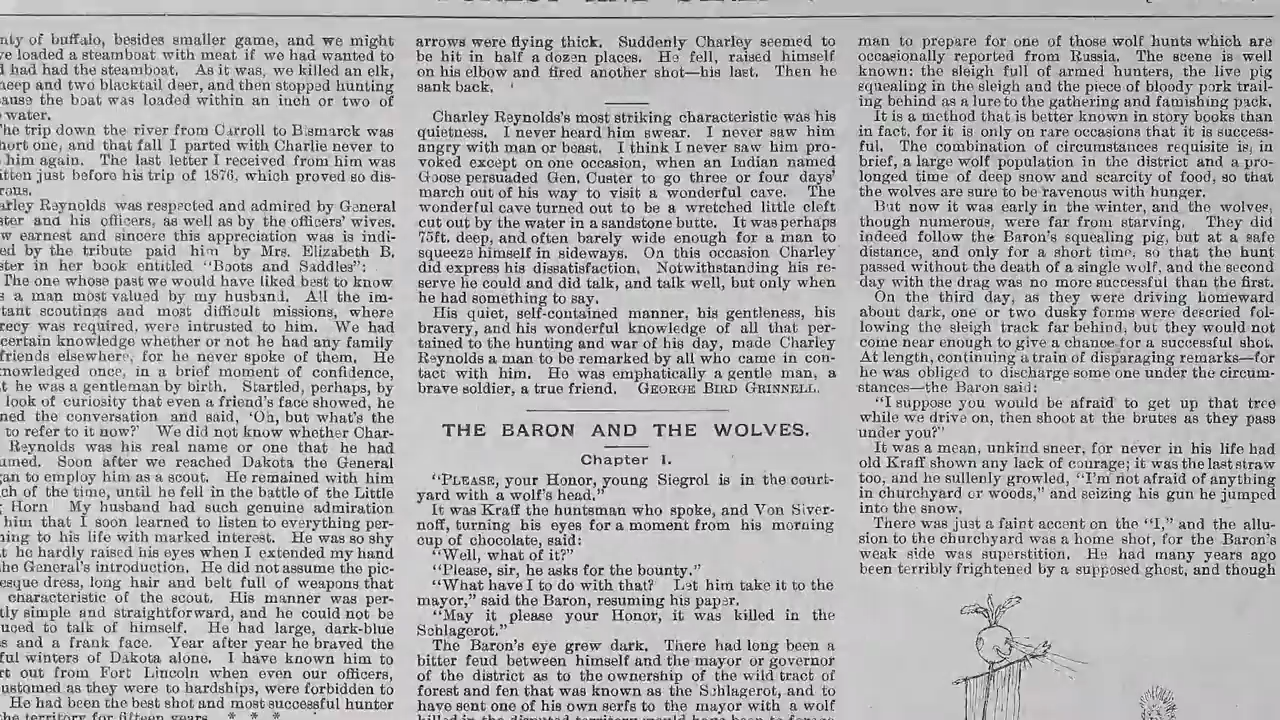 nty of buffalo, besides smaller game, and we might
loaded a steamboat with meat if we had wanted to
had had the steamboat. As it was, we killed an elk,
heep and two blacktail deer, and then stopped hunting
ause the boat was loaded within an inch or two of
water.
he trip down the river from Carroll to Bismarck was
hort one, and that fall I parted with Charlie never to
him again. The last letter I received from him was
itten just before his trip of 1876, which proved so dis-
rous.
arley Reynolds was respected and admired by General
ster and his officers, as well as by the officers' wives.
w earnest and sincere this appreciation was is indi-
ed by the tribute paid him by Mrs. Elizabeth B.
ster in her book entitled "Boots and Saddles":
The one whose past we would have liked best to know
s a man most valued by my husband. All the im-
tant scoutings and most difficult missions, where
recy was required, were intrusted to him. We had
certain knowledge whether or not he had any family
friends elsewhere, for he never spoke of them. He
nowledged once, in a brief moment of confidence,
t he was a gentleman by birth. Startled, perhaps, by
look of curiosity that even a friend's face showed, he
ned the conversation and said, 'Oh, but what's the
to refer to it now?' We did not know whether Char-
Reynolds was his real name or one that he had
umed. Soon after we reached Dakota the General
an to employ him as a scout. He remained with him
ch of the time, until he fell in the battle of the Little
Horn My husband had such genuine admiration
him that I soon learned to listen to everything per-
ning to his life with marked interest. He was so shy
t he hardly raised his eyes when I extended my hand
the General's introduction. He did not assume the pic-
esque dress, long hair and belt full of weapons that
characteristic of the scout. His manner was per-
tly simple and straightforward, and he could not be
uced to talk of himself. He had large, dark-blue
s and a frank face. Year after year he braved the
ful winters of Dakota alone. I have known him to
rt out from Fort Lincoln when even our officers,
ustomed as they were to hardships, were forbidden to
He had been the best shot and most successful hunter
the territory for fifteen years. * * *
arrows were flying thick. Suddenly Charley seemed to
be hit in half a dozen places. He fell, raised himself
on his elbow and fired another shot—his last. Then he
sank back.
Charley Reynolds's most striking characteristic was his
quietness. I never heard him swear. I never saw him
angry with man or beast. I think I never saw him pro-
voked except on one occasion, when an Indian named
Goose persuaded Gen. Custer to go three or four days'
march out of his way to visit a wonderful cave. The
wonderful cave turned out to be a wretched little cleft
cut out by the water in a sandstone butte. It was perhaps
75ft. deep, and often barely wide enough for a man to
squeeze himself in sideways. On this occasion Charley
did express his dissatisfaction. Notwithstanding his re-
serve he could and did talk, and talk well, but only when
he had something to say.
His quiet, self-contained manner, his gentleness, his
bravery, and his wonderful knowledge of all that per-
tained to the hunting and war of his day, made Charley
Reynolds a man to be remarked by all who came in con-
tact with him. He was emphatically a gentle man, a
brave soldier, a true friend. GEORGE BIRD GRINNELL.
THE BARON AND THE WOLVES.
Chapter I.
"PLEASE, your Honor, young Siegrol is in the court-
yard with a wolf's head."
It was Kraff the huntsman who spoke, and Von Siver-
noff, turning his eyes for a moment from his morning
cup of chocolate, said:
"Well, what of it?"
"Please, sir, he asks for the bounty."
"What have I to do with that? Let him take it to the
mayor," said the Baron, resuming his paper.
"May it please your Honor, it was killed in the
Schlagerot."
The Baron's eye grew dark. There had long been a
bitter feud between himself and the mayor or governor
of the district as to the ownership of the wild tract of
forest and fen that was known as the Schlagerot, and to
have sent one of his own serfs to the mayor with a wolf
killed in the disputed territory would have been to
man to prepare for one of those wolf hunts which are
occasionally reported from Russia. The scene is well
known: the sleigh full of armed hunters, the live pig
squealing in the sleigh and the piece of bloody pork trail-
ing behind as a lure to the gathering and famishing pack.
It is a method that is better known in story books than
in fact, for it is only on rare occasions that it is success-
ful. The combination of circumstances requisite is, in
brief, a large wolf population in the district and a pro-
longed time of deep snow and scarcity of food, so that
the wolves are sure to be ravenous with hunger.
But now it was early in the winter, and the wolves,
though numerous, were far from starving. They did
indeed follow the Baron's squealing pig, but at a safe
distance, and only for a short time, so that the hunt
passed without the death of a single wolf, and the second
day with the drag was no more successful than the first.
On the third day, as they were driving homeward
about dark, one or two dusky forms were descried fol-
lowing the sleigh track far behind, but they would not
come near enough to give a chance for a successful shot.
At length, continuing a train of disparaging remarks—for
he was obliged to discharge some one under the circum-
stances—the Baron said:
"I suppose you would be afraid to get up that tree
while we drive on, then shoot at the brutes as they pass
under you?"
It was a mean, unkind sneer, for never in his life had
old Kraff shown any lack of courage; it was the last straw
too, and he sullenly growled, "I'm not afraid of anything
in churchyard or woods," and seizing his gun he jumped
into the snow.
There was just a faint accent on the "I," and the allu-
sion to the churchyard was a home shot, for the Baron's
weak side was superstition. He had many years ago
been terribly frightened by a supposed ghost, and though